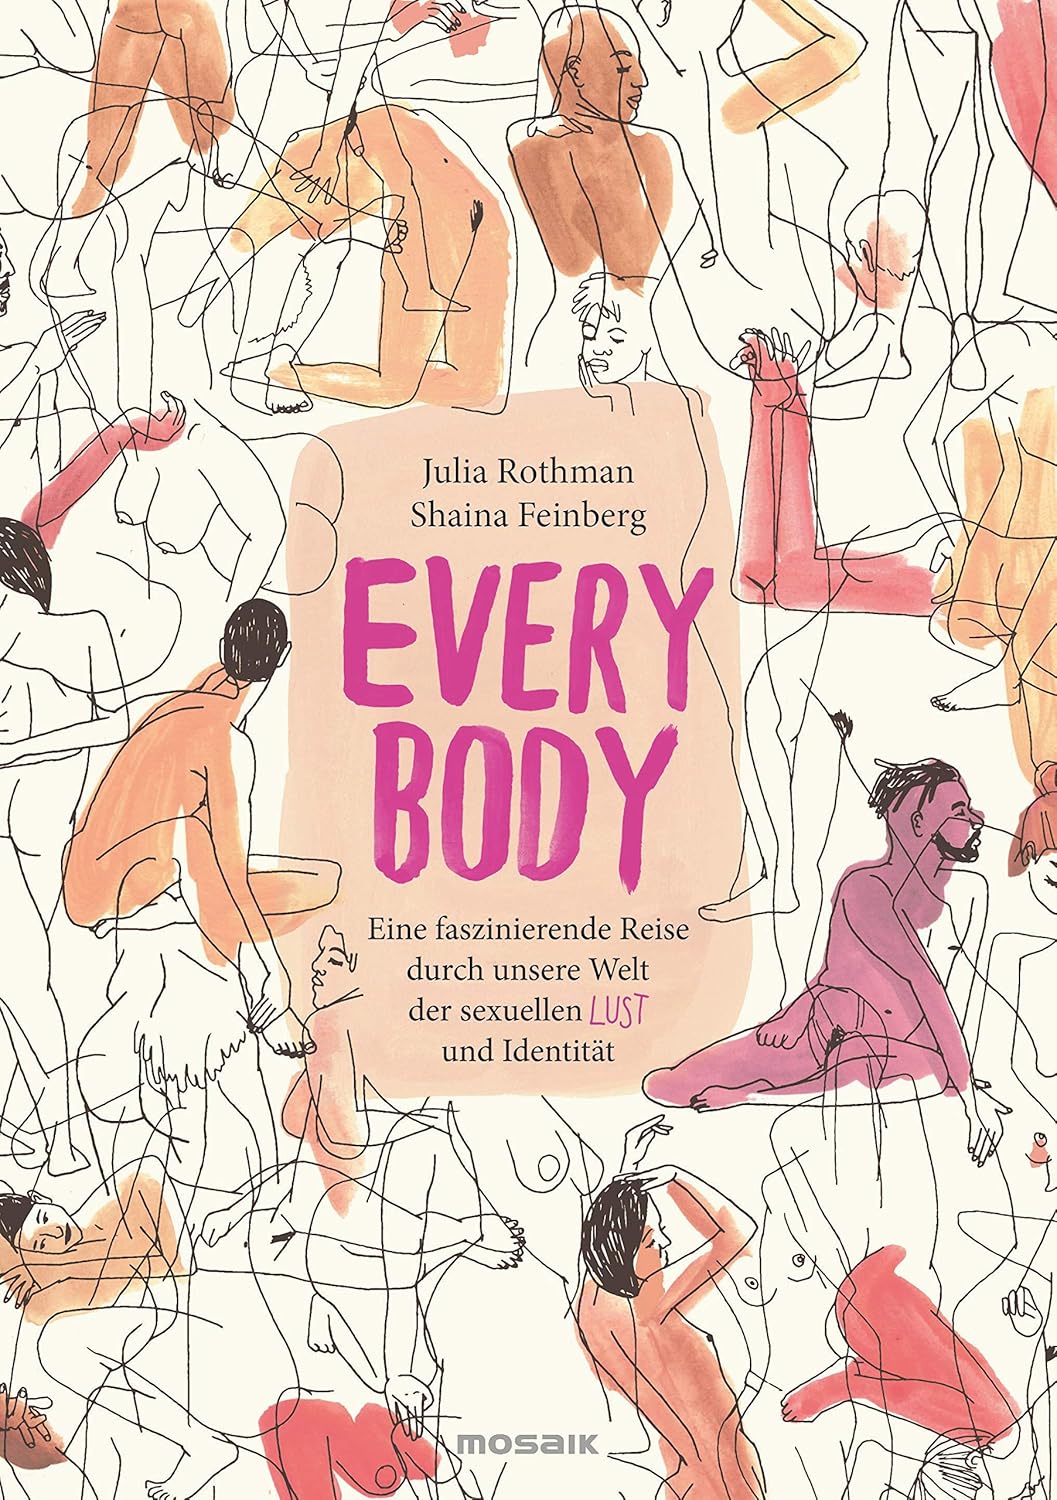 Julia Rothman
Shaina Feinberg
EVERY
BODY
Eine faszinierende Reise
durch unsere Welt
der sexuellen LUST
und Identität
mosaik